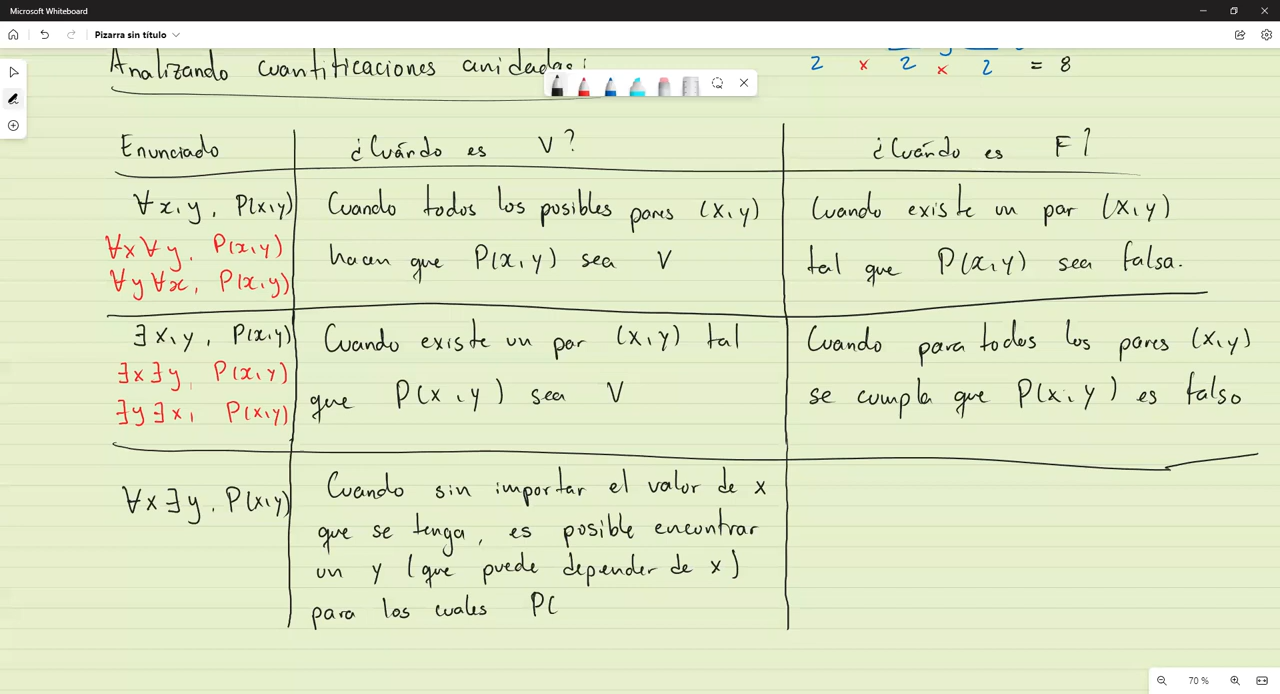 Microsoft Whiteboard
Pizarra sin título
Analizando cuantificaciones anidadas:
2 x 2 x 2 = 8
Enunciado
¿Cuándo es V?
¿Cuándo es F?
∀x,y, P(x,y)
∀x∀y, P(x,y)
∀y∀x, P(x,y)
Cuando todos los posibles pares (x,y)
hacen que P(x,y) sea V
Cuando existe un par (x,y)
tal que P(x,y) sea falsa.
∃x,y, P(x,y)
∃x∃y, P(x,y)
∃y∃x, P(x,y)
Cuando existe un par (x,y) tal
que P(x,y) sea V
Cuando para todos los pares (x,y)
se cumpla que P(x,y) es falso
∀x∃y, P(x,y)
Cuando sin importar el valor de x
que se tenga, es posible encontrar
un y (que puede depender de x)
para los cuales P(
70 %